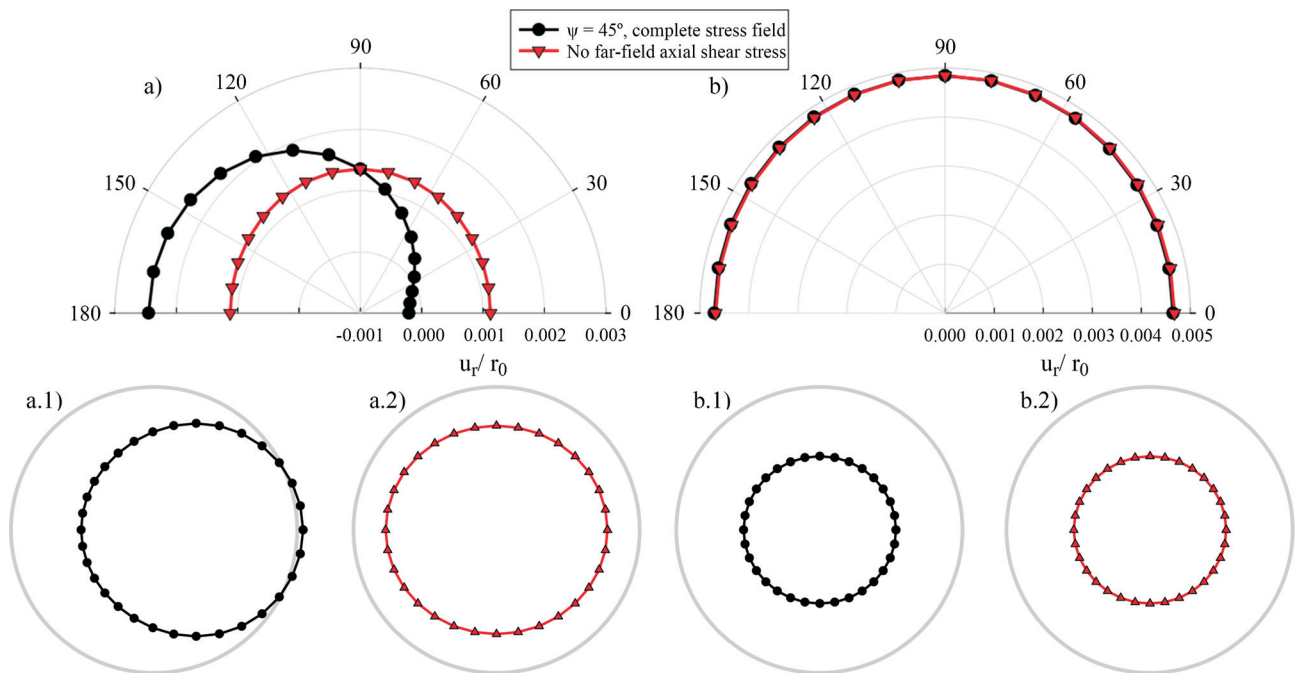 ψ = 45º, complete stress field
No far-field axial shear stress
a)
90
120
60
150
30
180
0
-0.001 0.000 0.001 0.002 0.003
u_r/ r_0
b)
90
120
60
150
30
180
0
0.000 0.001 0.002 0.003 0.004 0.005
u_r/ r_0
a.1)
a.2)
b.1)
b.2)